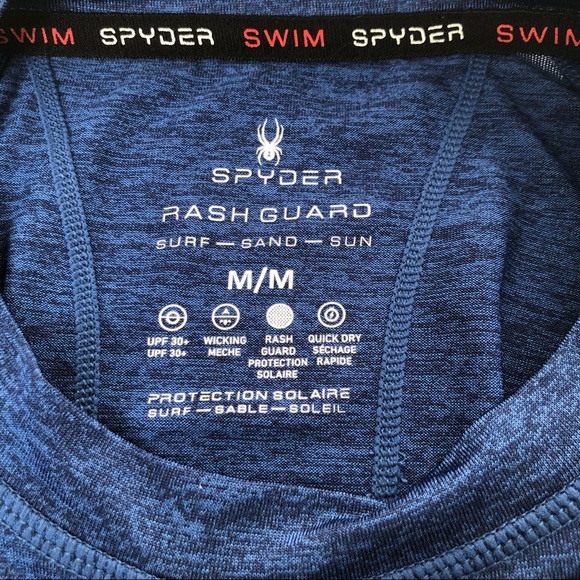 SWIM SPYDER SWIM SPYDER SWIM
SPYDER
RASH GUARD
SURF — SAND — SUN
M/M
UPF 30+
UPF 30+
WICKING
MECHE
RASH
GUARD
PROTECTION
SOLAIRE
QUICK DRY
SÉCHAGE
RAPIDE
PROTECTION SOLAIRE
SURF — SABLE — SOLEIL